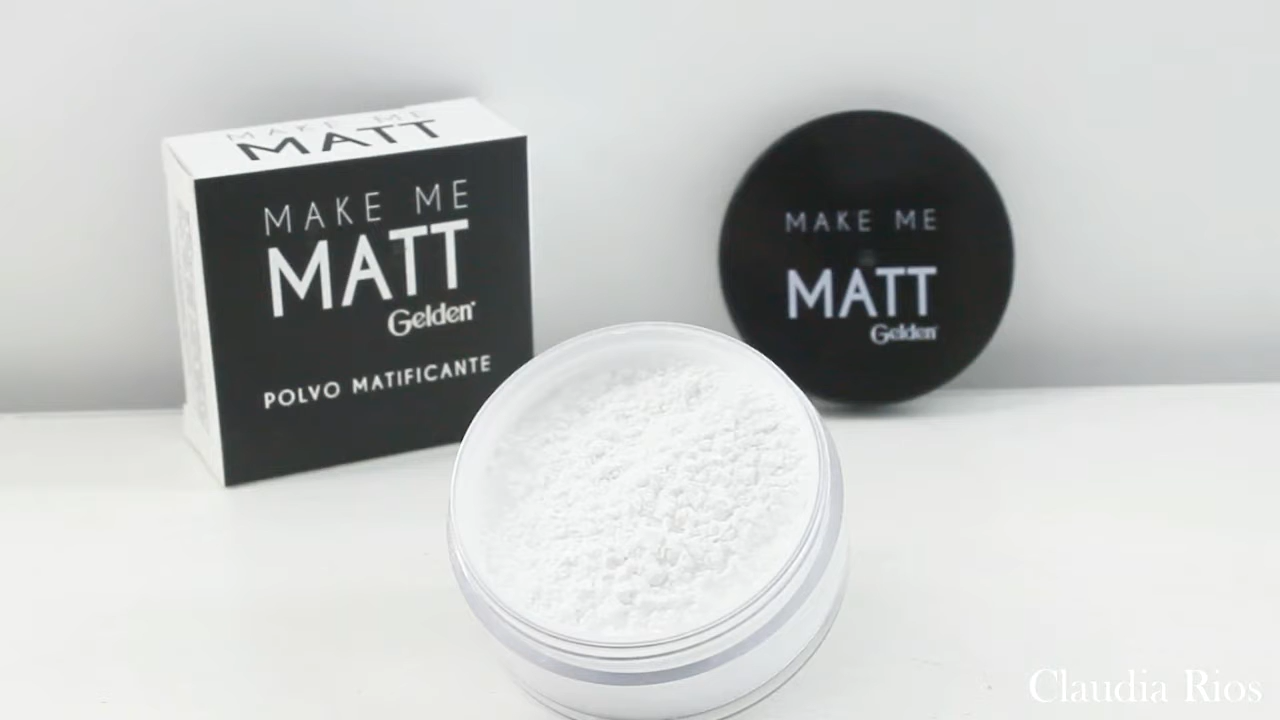 MAKE ME
MATT
MAKE ME
MATT
Gelden
POLVO MATIFICANTE
MAKE ME
MATT
Gelden
Claudia Rios